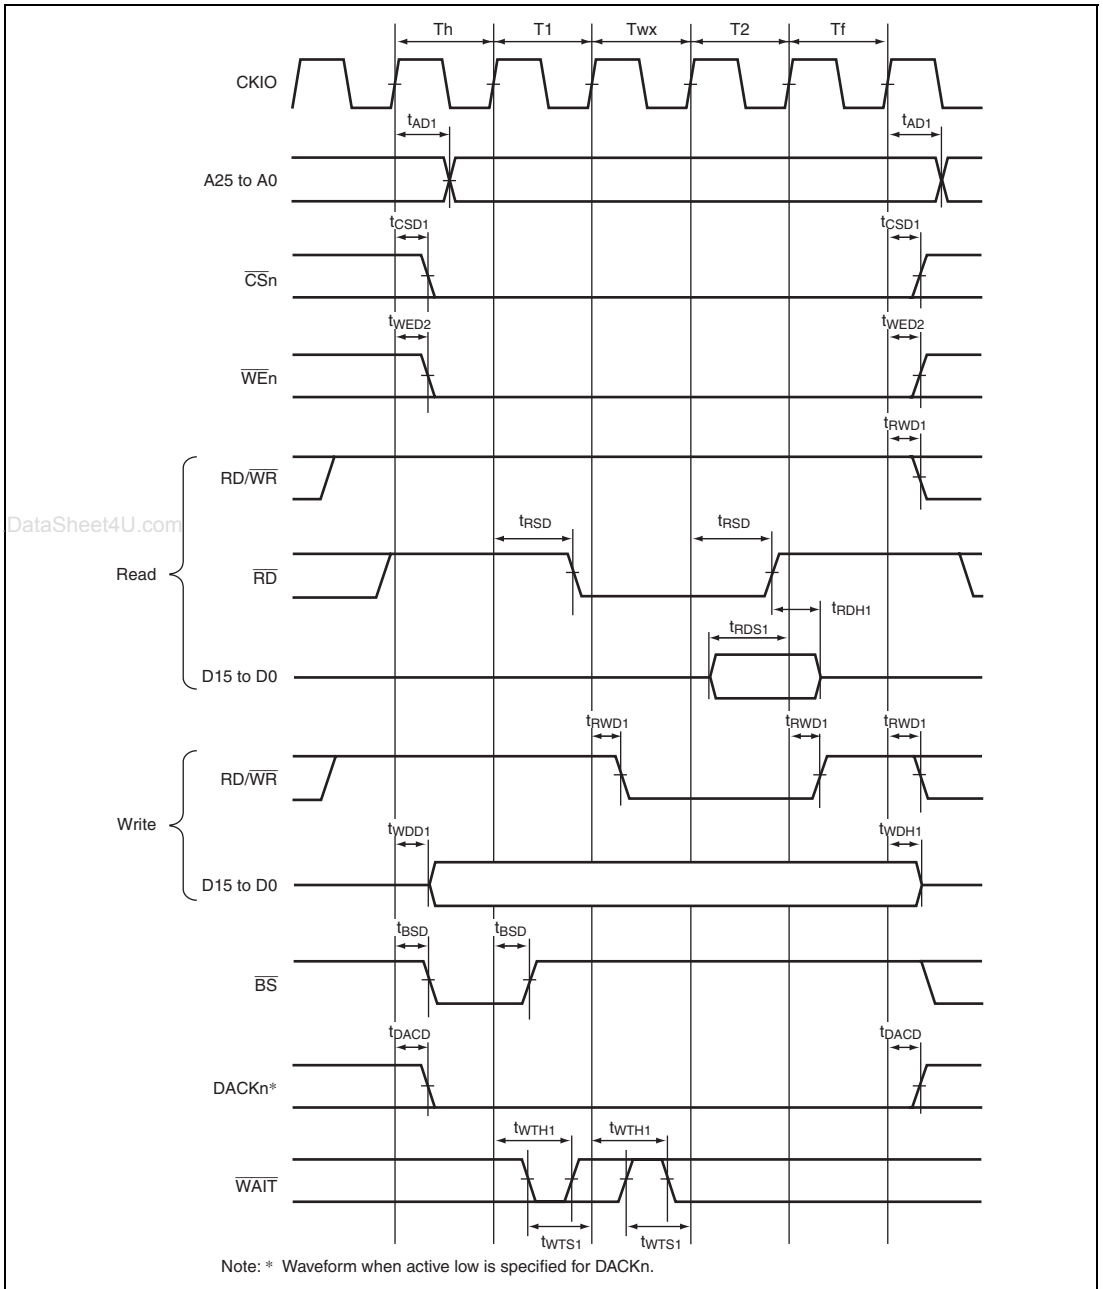 Th T1 Twx T2 Tf
CKIO
tAD1 tAD1
A25 to A0
tCSD1 tCSD1
CSn
tWED2 tWED2
WEn
tRWD1
RD/WR
DataSheet4U.com
tRSD tRSD
Read
RD
tRDH1
tRDS1
D15 to D0
tRWD1 tRWD1 tRWD1
RD/WR
Write
tWDD1 tWDH1
D15 to D0
tBSD tBSD
BS
tDACD tDACD
DACKn*
tWTH1 tWTH1
WAIT
tWTS1 tWTS1
Note: * Waveform when active low is specified for DACKn.